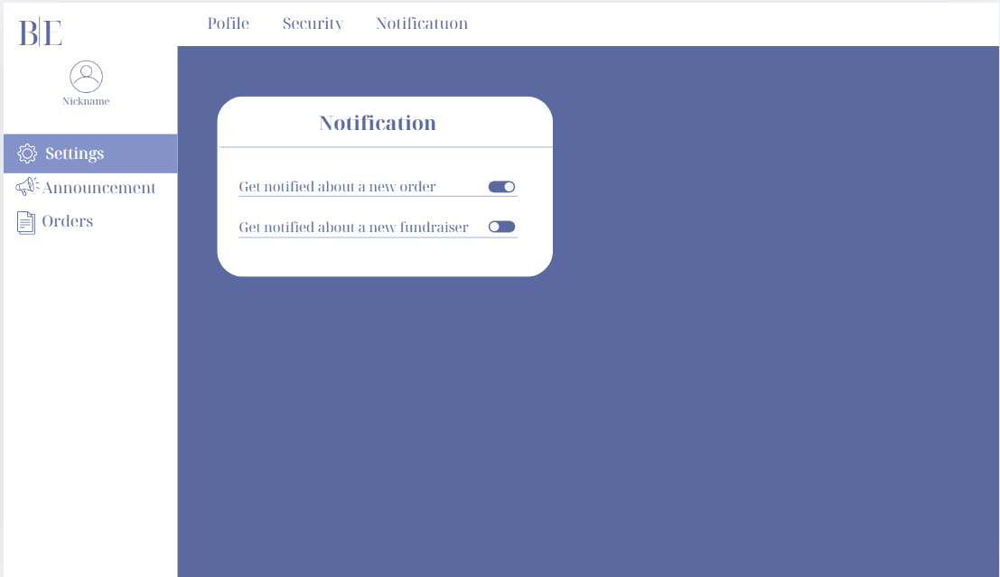 B|E
Nickname
Settings
Announcement
Orders
Pofile Security Notificatuon
Notification
Get notified about a new order
Get notified about a new fundraiser